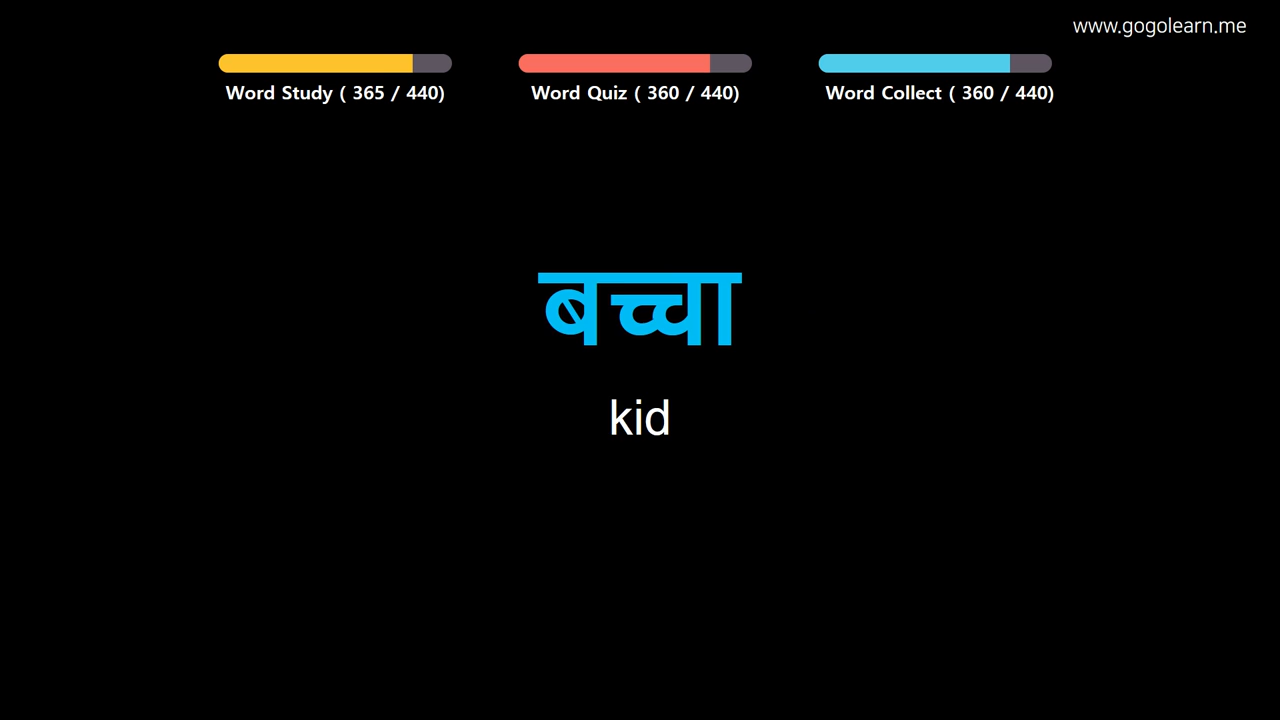 www.gogolearn.me
Word Study ( 365 / 440)
Word Quiz ( 360 / 440)
Word Collect ( 360 / 440)
बच्चा
kid